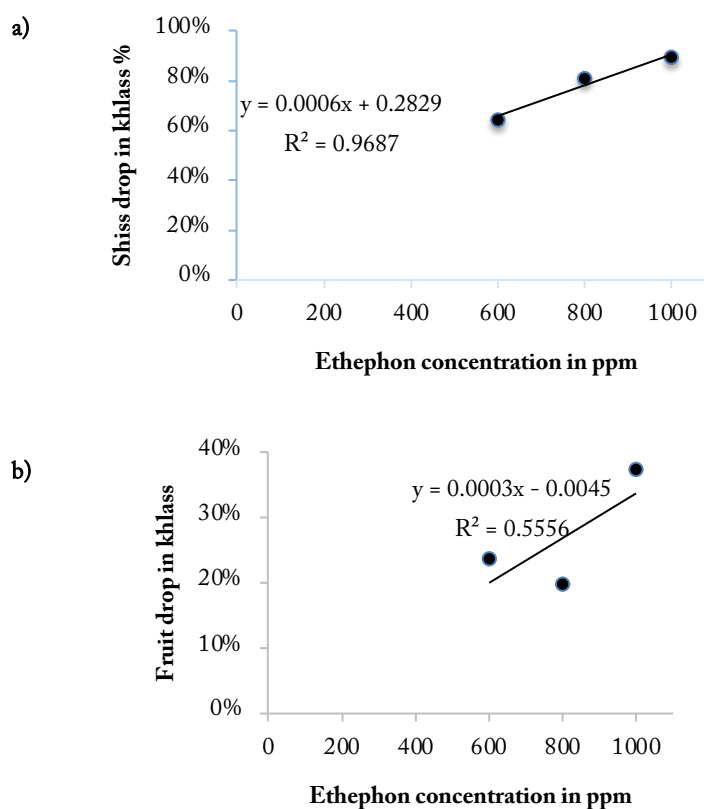 a)
Shiss drop in khlass %
100%
80%
60%
40%
20%
0%
y = 0.0006x + 0.2829
R² = 0.9687
0 200 400 600 800 1000
Ethephon concentration in ppm
b)
Fruit drop in khlass
40%
30%
20%
10%
0%
y = 0.0003x - 0.0045
R² = 0.5556
0 200 400 600 800 1000
Ethephon concentration in ppm